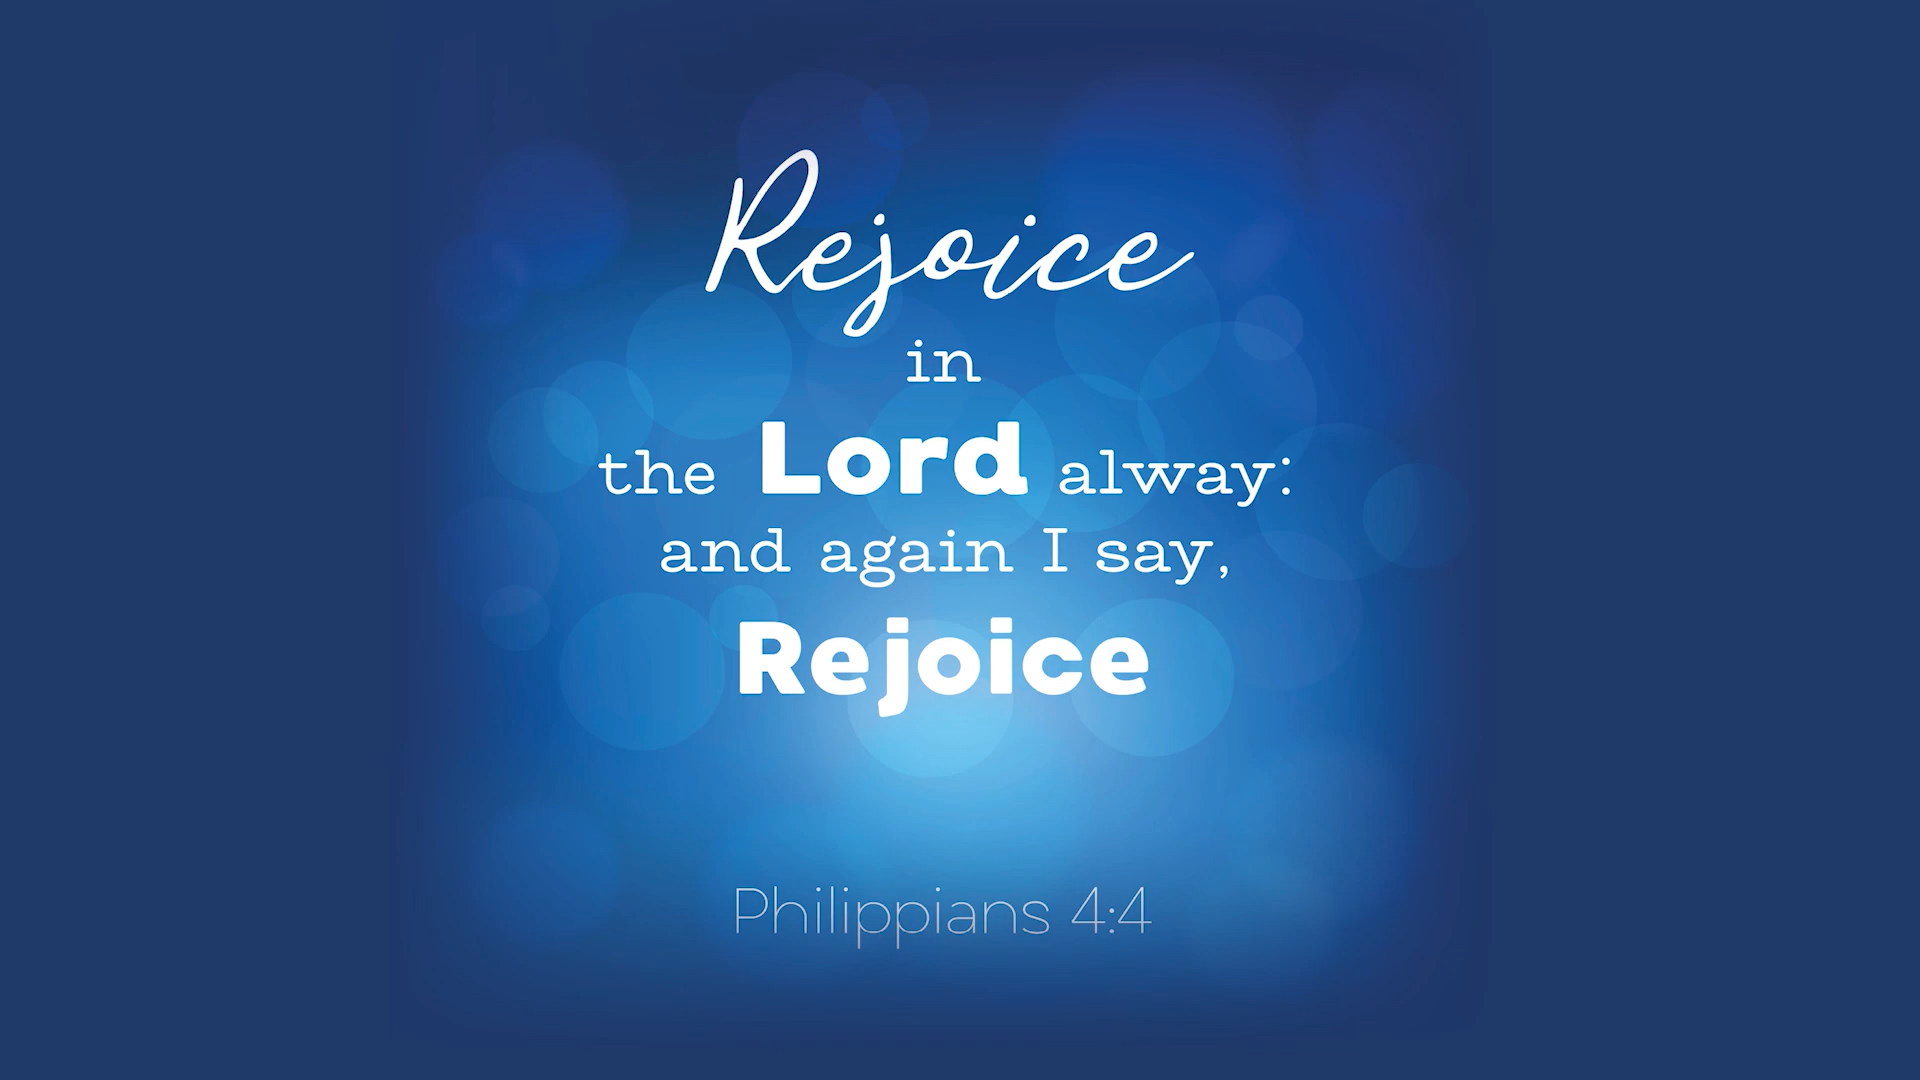 Rejoice
in
the Lord alway:
and again I say,
Rejoice
Philippians 4:4